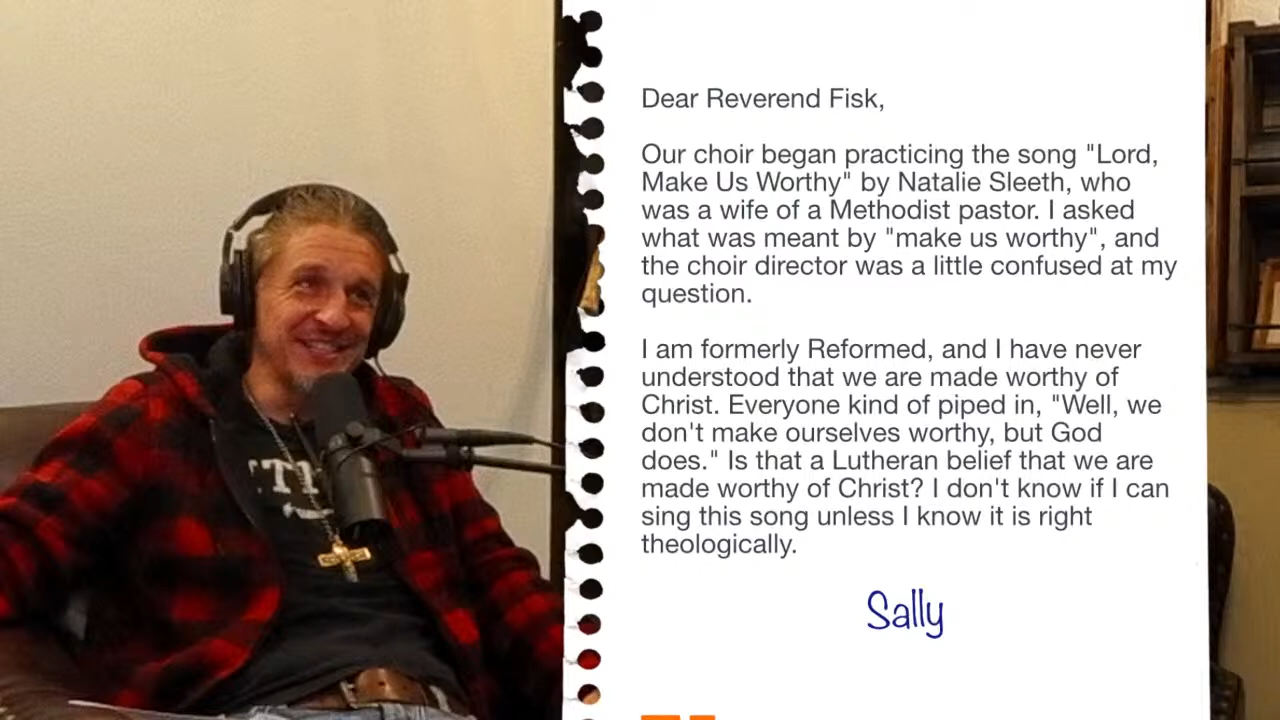 Dear Reverend Fisk,
Our choir began practicing the song "Lord,
Make Us Worthy" by Natalie Sleeth, who
was a wife of a Methodist pastor. I asked
what was meant by "make us worthy", and
the choir director was a little confused at my
question.
I am formerly Reformed, and I have never
understood that we are made worthy of
Christ. Everyone kind of piped in, "Well, we
don't make ourselves worthy, but God
does." Is that a Lutheran belief that we are
made worthy of Christ? I don't know if I can
sing this song unless I know it is right
theologically.
Sally